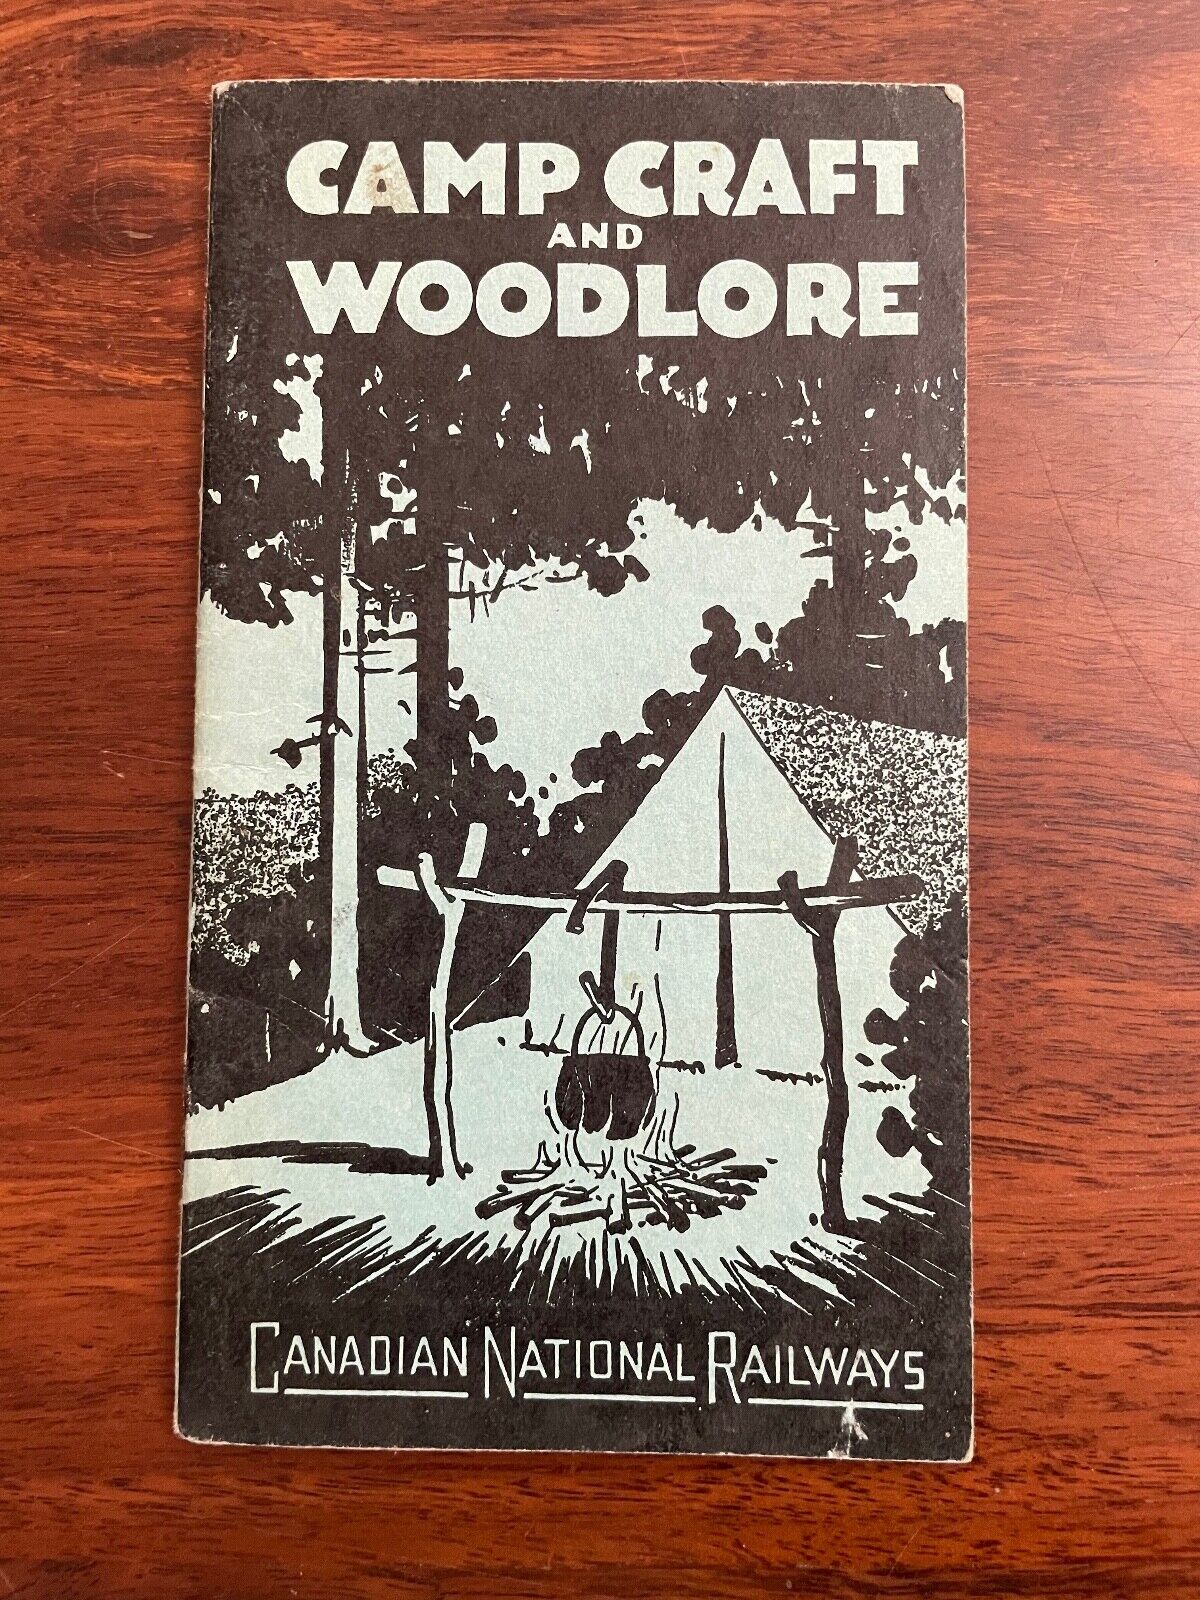 CAMP CRAFT
AND
WOODLORE
CANADIAN NATIONAL RAILWAYS